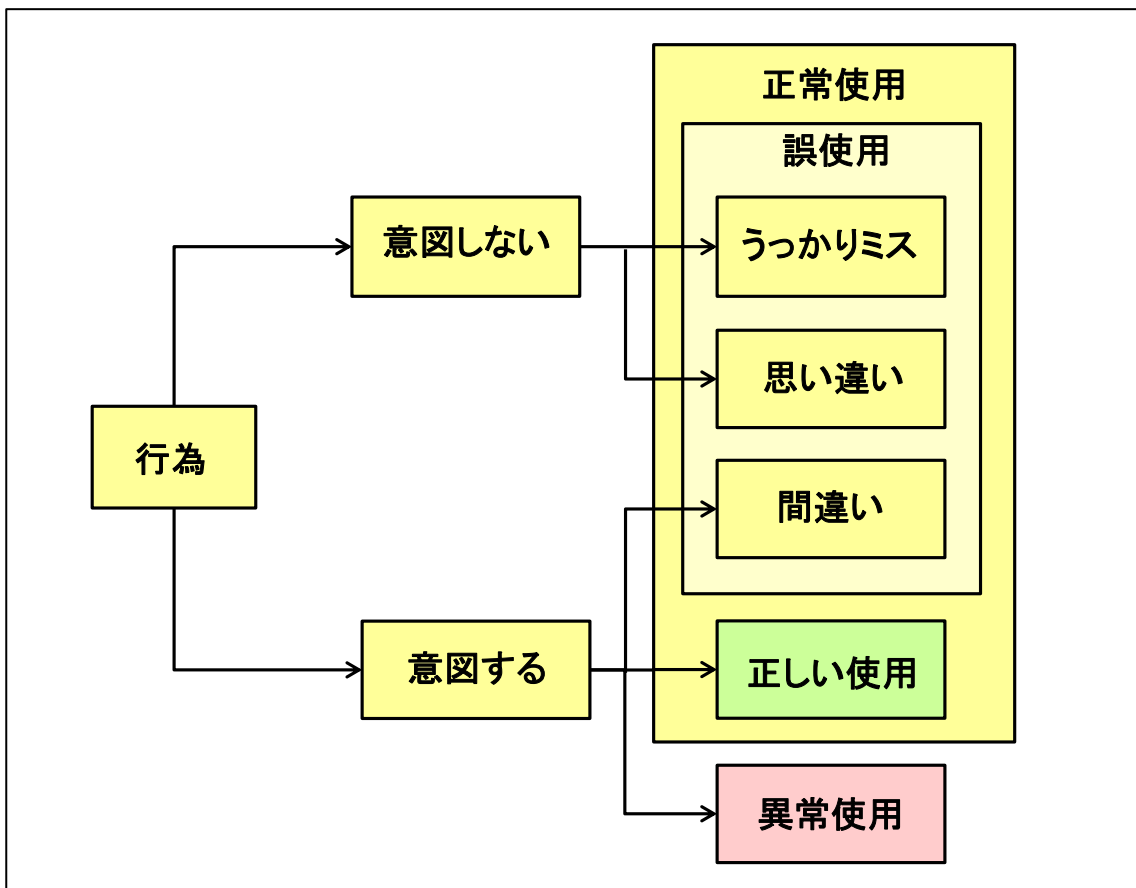 正常使用
誤使用
意図しない
うっかりミス
思い違い
行為
間違い
意図する
正しい使用
異常使用